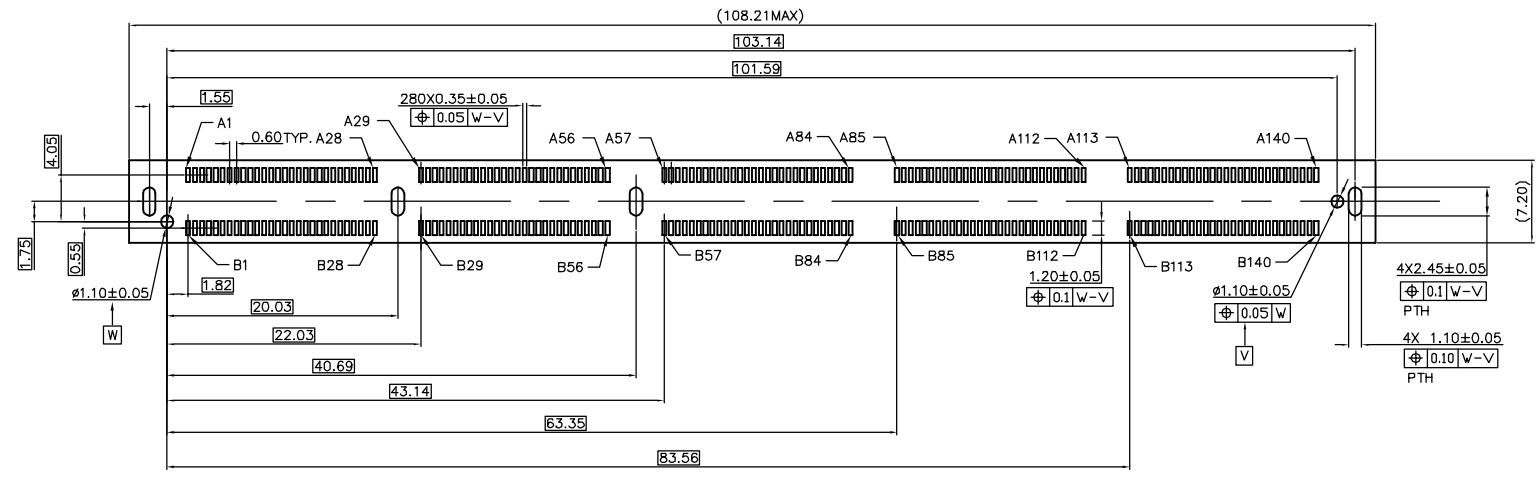 (108.21MAX)
103.14
101.59
1.55
280X0.35±0.05
⌖ 0.05 W-V
A1
0.60TYP. A28
A29
A56
A57
A84
A85
A112
A113
A140
4.05
1.75
0.55
(7.20)
B1
B28
B29
B56
B57
B84
B85
B112
B113
B140
1.82
ø1.10±0.05
W
20.03
22.03
40.69
43.14
63.35
83.56
1.20±0.05
⌖ 0.1 W-V
ø1.10±0.05
⌖ 0.05 W
V
4X2.45±0.05
⌖ 0.1 W-V
PTH
4X 1.10±0.05
⌖ 0.10 W-V
PTH